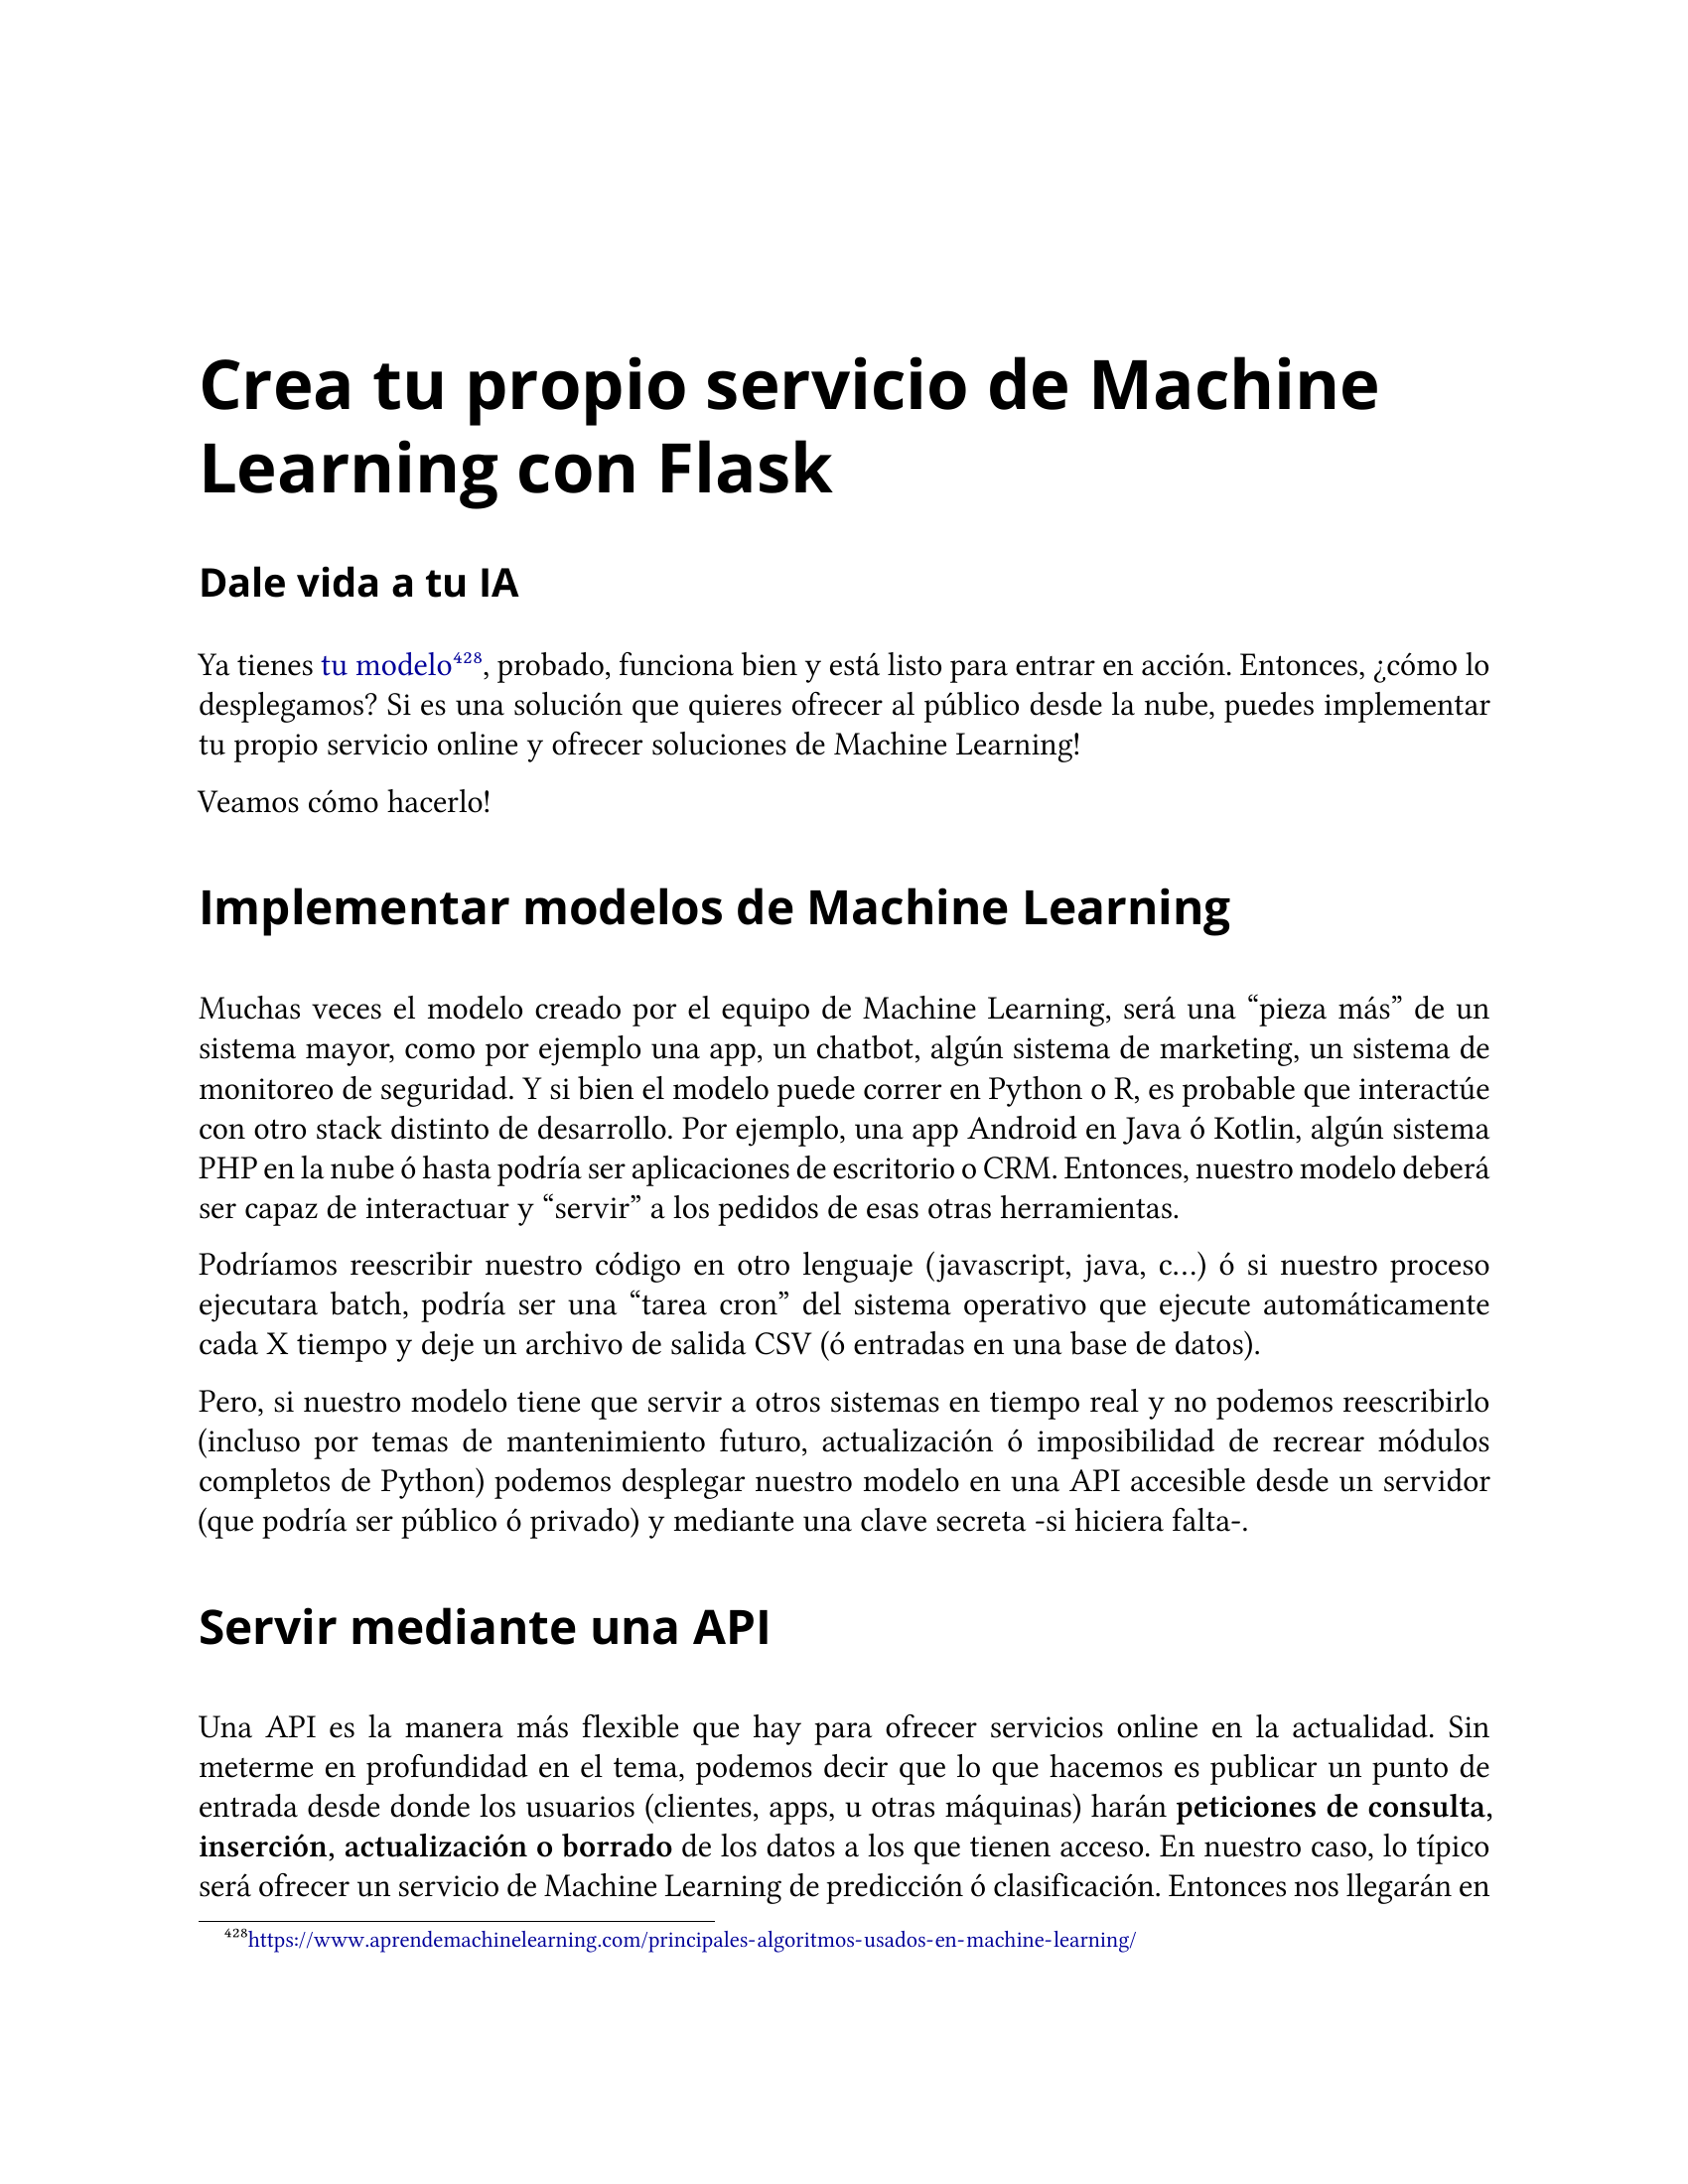 Crea tu propio servicio de Machine
Learning con Flask
Dale vida a tu IA
Ya tienes tu modelo⁴²⁸, probado, funciona bien y está listo para entrar en acción. Entonces, ¿cómo lo
desplegamos? Si es una solución que quieres ofrecer al público desde la nube, puedes implementar
tu propio servicio online y ofrecer soluciones de Machine Learning!
Veamos cómo hacerlo!
Implementar modelos de Machine Learning
Muchas veces el modelo creado por el equipo de Machine Learning, será una “pieza más” de un
sistema mayor, como por ejemplo una app, un chatbot, algún sistema de marketing, un sistema de
monitoreo de seguridad. Y si bien el modelo puede correr en Python o R, es probable que interactúe
con otro stack distinto de desarrollo. Por ejemplo, una app Android en Java ó Kotlin, algún sistema
PHP en la nube ó hasta podría ser aplicaciones de escritorio o CRM. Entonces, nuestro modelo deberá
ser capaz de interactuar y “servir” a los pedidos de esas otras herramientas.
Podríamos reescribir nuestro código en otro lenguaje (javascript, java, c…) ó si nuestro proceso
ejecutara batch, podría ser una “tarea cron” del sistema operativo que ejecute automáticamente
cada X tiempo y deje un archivo de salida CSV (ó entradas en una base de datos).
Pero, si nuestro modelo tiene que servir a otros sistemas en tiempo real y no podemos reescribirlo
(incluso por temas de mantenimiento futuro, actualización ó imposibilidad de recrear módulos
completos de Python) podemos desplegar nuestro modelo en una API accesible desde un servidor
(que podría ser público ó privado) y mediante una clave secreta -si hiciera falta-.
Servir mediante una API
Una API es la manera más flexible que hay para ofrecer servicios online en la actualidad. Sin
meterme en profundidad en el tema, podemos decir que lo que hacemos es publicar un punto de
entrada desde donde los usuarios (clientes, apps, u otras máquinas) harán peticiones de consulta,
inserción, actualización o borrado de los datos a los que tienen acceso. En nuestro caso, lo típico
será ofrecer un servicio de Machine Learning de predicción ó clasificación. Entonces nos llegarán en
⁴²⁸https://www.aprendemachinelearning.com/principales-algoritmos-usados-en-machine-learning/